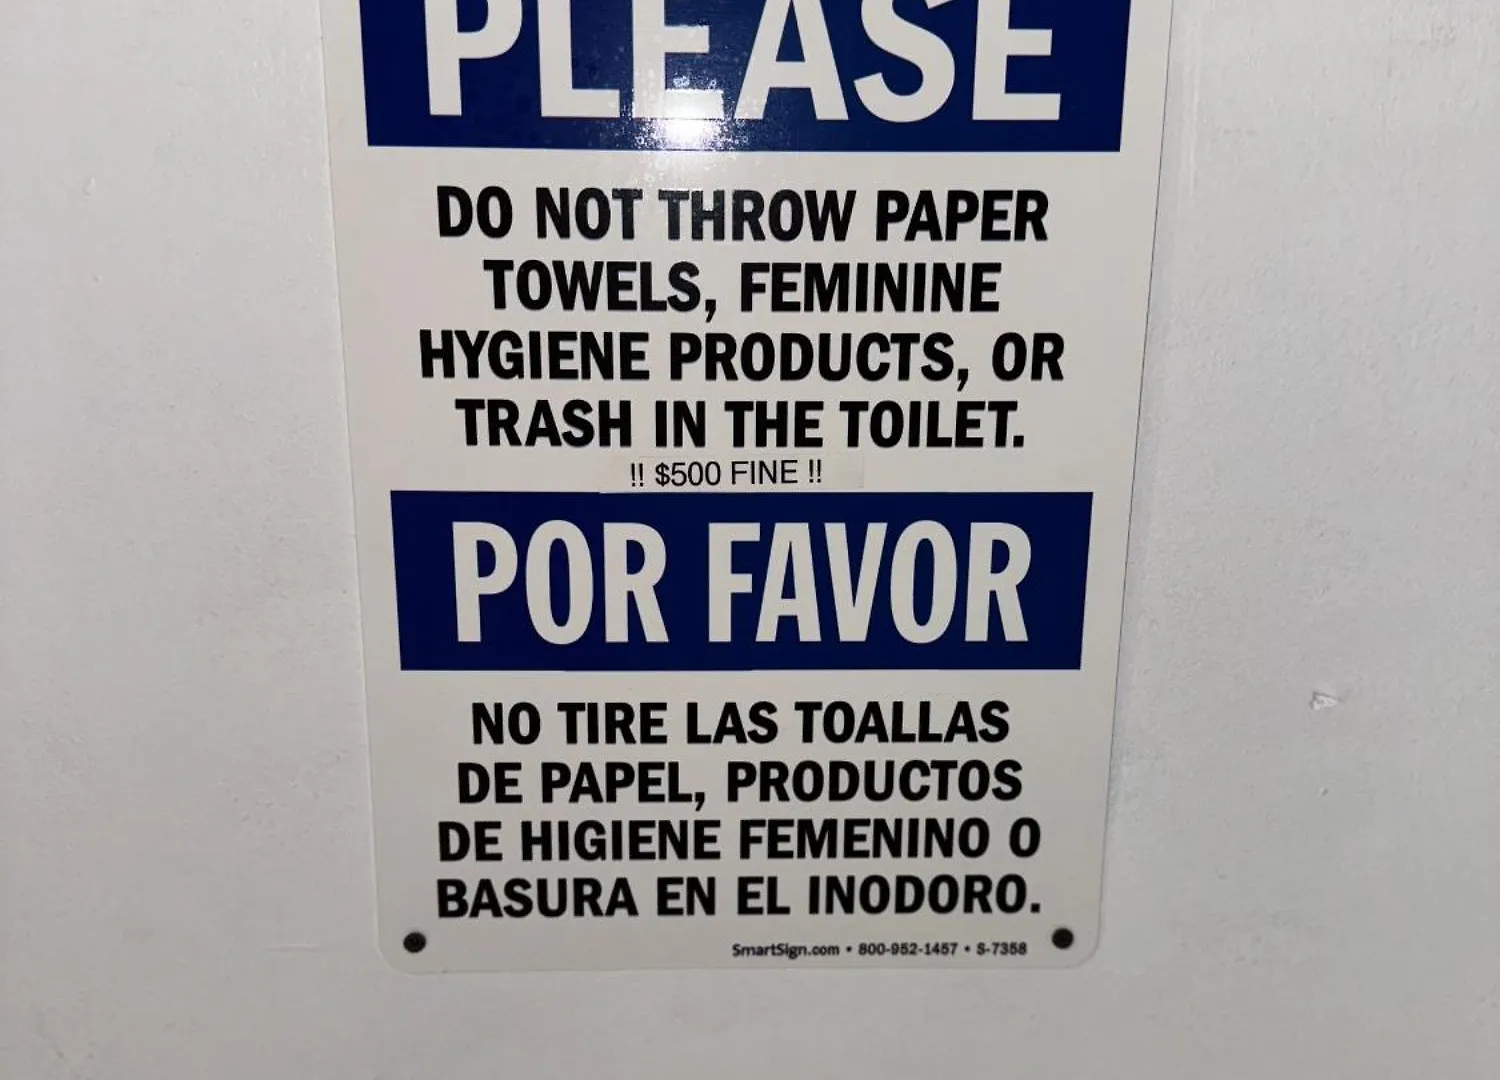 PLEASE
DO NOT THROW PAPER
TOWELS, FEMININE
HYGIENE PRODUCTS, OR
TRASH IN THE TOILET.
!! $500 FINE !!
POR FAVOR
NO TIRE LAS TOALLAS
DE PAPEL, PRODUCTOS
DE HIGIENE FEMENINO O
BASURA EN EL INODORO.
SmartSign.com • 800-952-1457 • S-7358